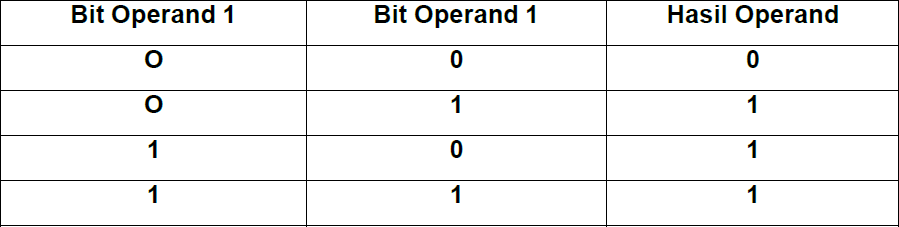 Bit Operand 1 Bit Operand 1 Hasil Operand
O 0 0
O 1 1
1 0 1
1 1 1